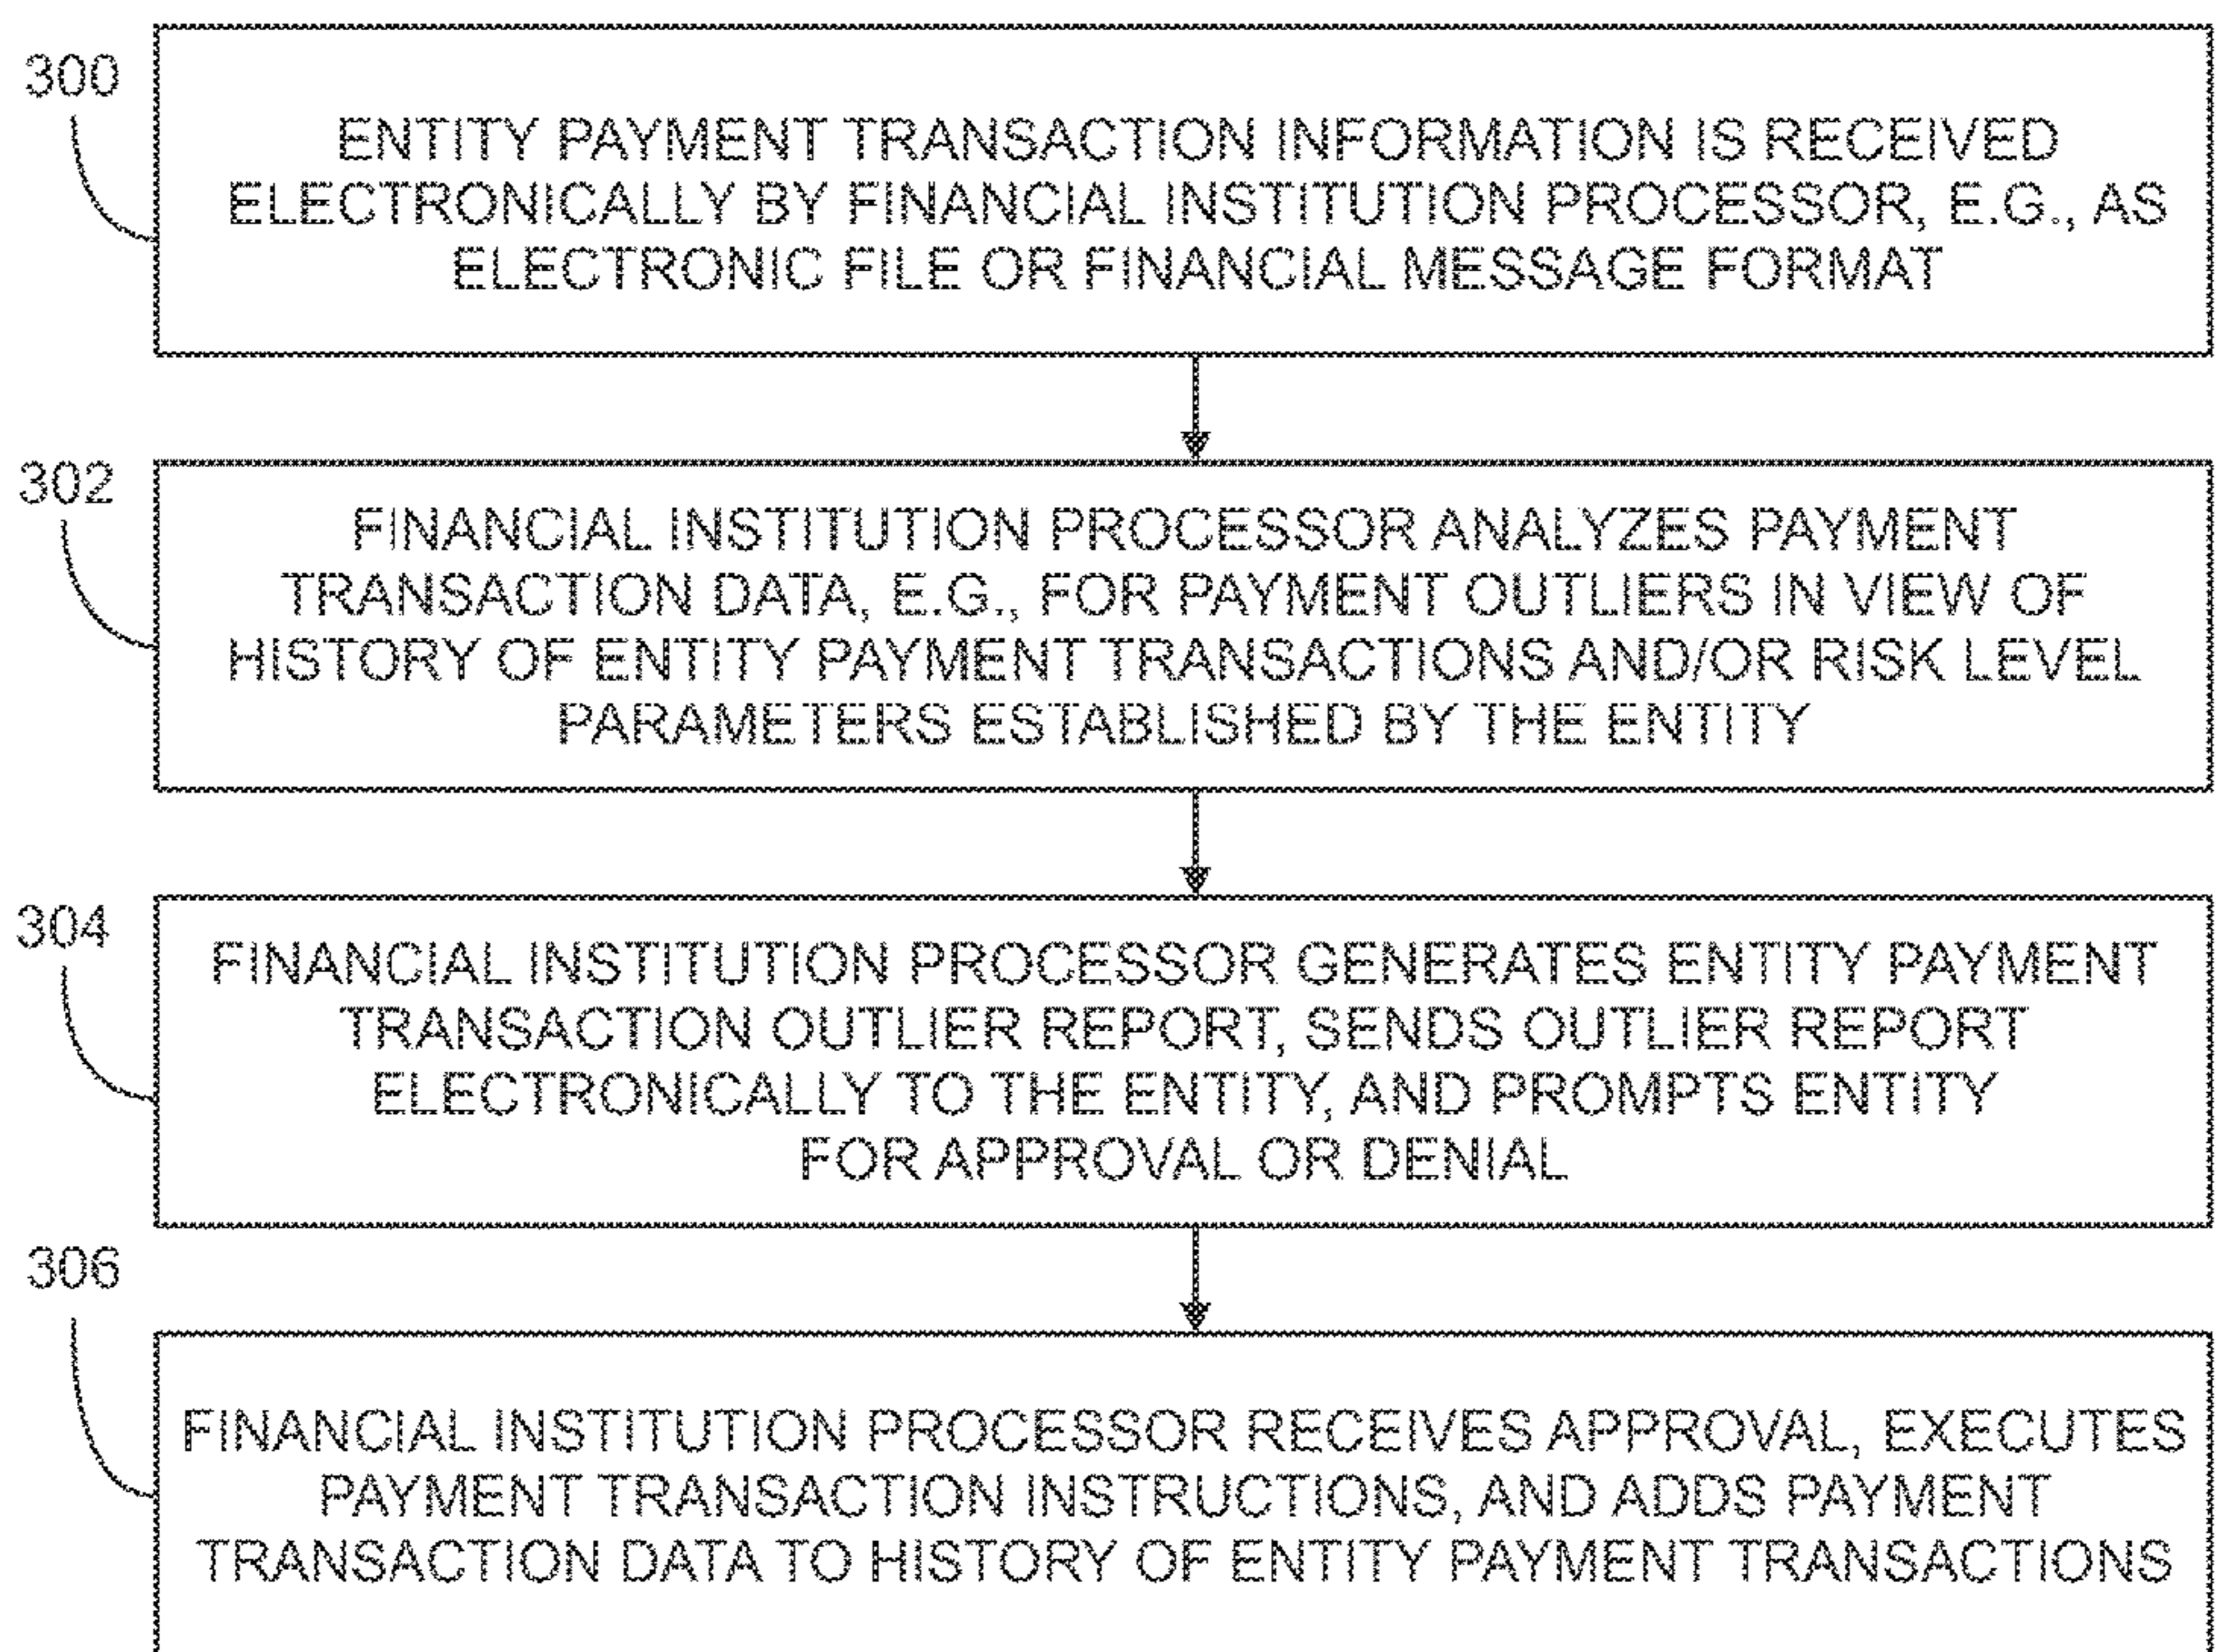 300
ENTITY PAYMENT TRANSACTION INFORMATION IS RECEIVED
ELECTRONICALLY BY FINANCIAL INSTITUTION PROCESSOR, E.G., AS
ELECTRONIC FILE OR FINANCIAL MESSAGE FORMAT
302
FINANCIAL INSTITUTION PROCESSOR ANALYZES PAYMENT
TRANSACTION DATA, E.G., FOR PAYMENT OUTLIERS IN VIEW OF
HISTORY OF ENTITY PAYMENT TRANSACTIONS AND/OR RISK LEVEL
PARAMETERS ESTABLISHED BY THE ENTITY
304
FINANCIAL INSTITUTION PROCESSOR GENERATES ENTITY PAYMENT
TRANSACTION OUTLIER REPORT, SENDS OUTLIER REPORT
ELECTRONICALLY TO THE ENTITY, AND PROMPTS ENTITY
FOR APPROVAL OR DENIAL
306
FINANCIAL INSTITUTION PROCESSOR RECEIVES APPROVAL, EXECUTES
PAYMENT TRANSACTION INSTRUCTIONS, AND ADDS PAYMENT
TRANSACTION DATA TO HISTORY OF ENTITY PAYMENT TRANSACTIONS